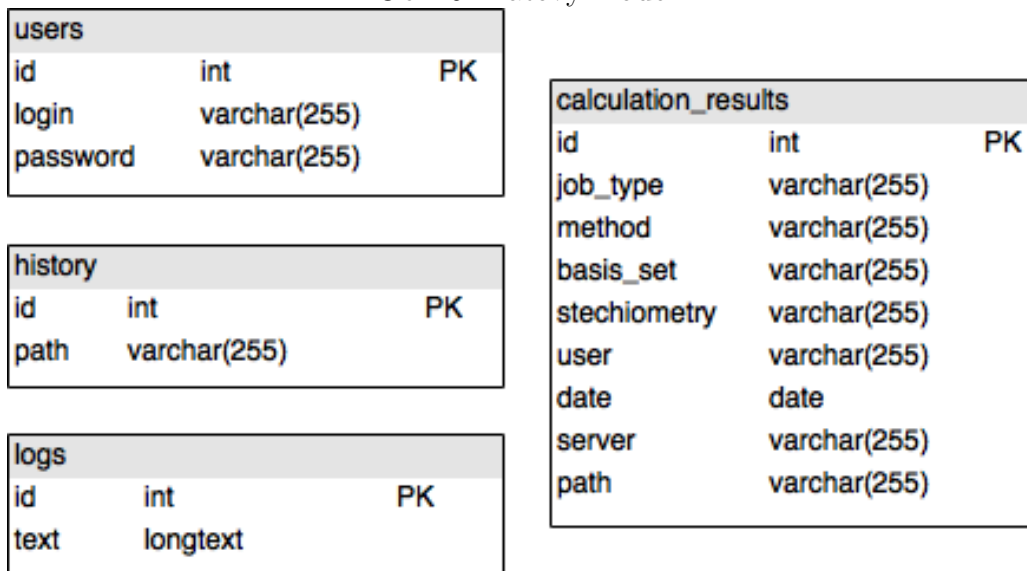 users
id int PK
login varchar(255)
password varchar(255)
history
id int PK
path varchar(255)
logs
id int PK
text longtext
calculation_results
id int PK
job_type varchar(255)
method varchar(255)
basis_set varchar(255)
stechiometry varchar(255)
user varchar(255)
date date
server varchar(255)
path varchar(255)